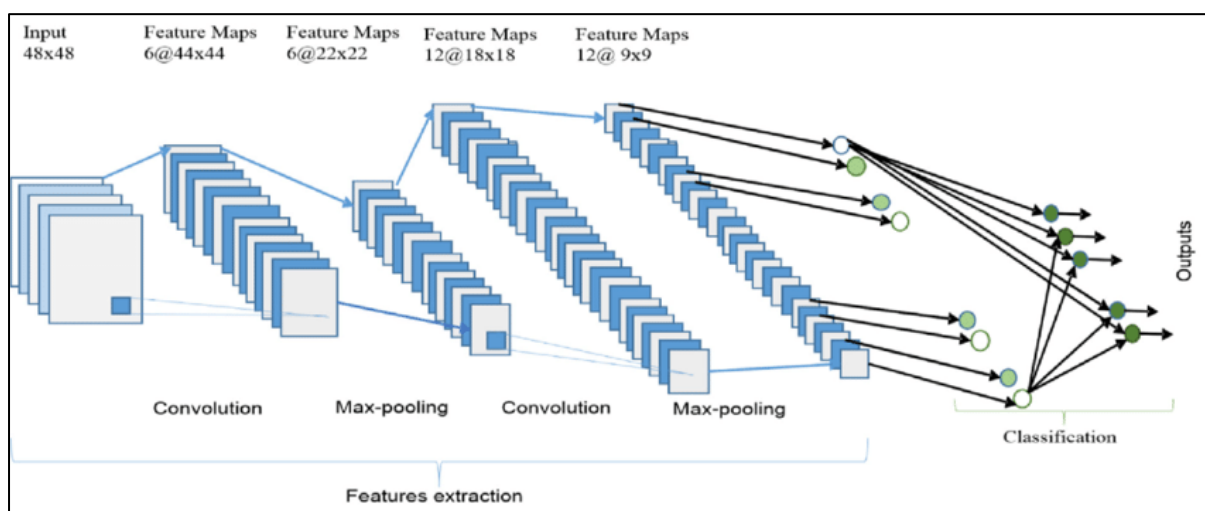 Input
48x48
Feature Maps
6@44x44
Feature Maps
6@22x22
Feature Maps
12@18x18
Feature Maps
12@ 9x9
Outputs
Convolution
Max-pooling
Convolution
Max-pooling
Classification
Features extraction